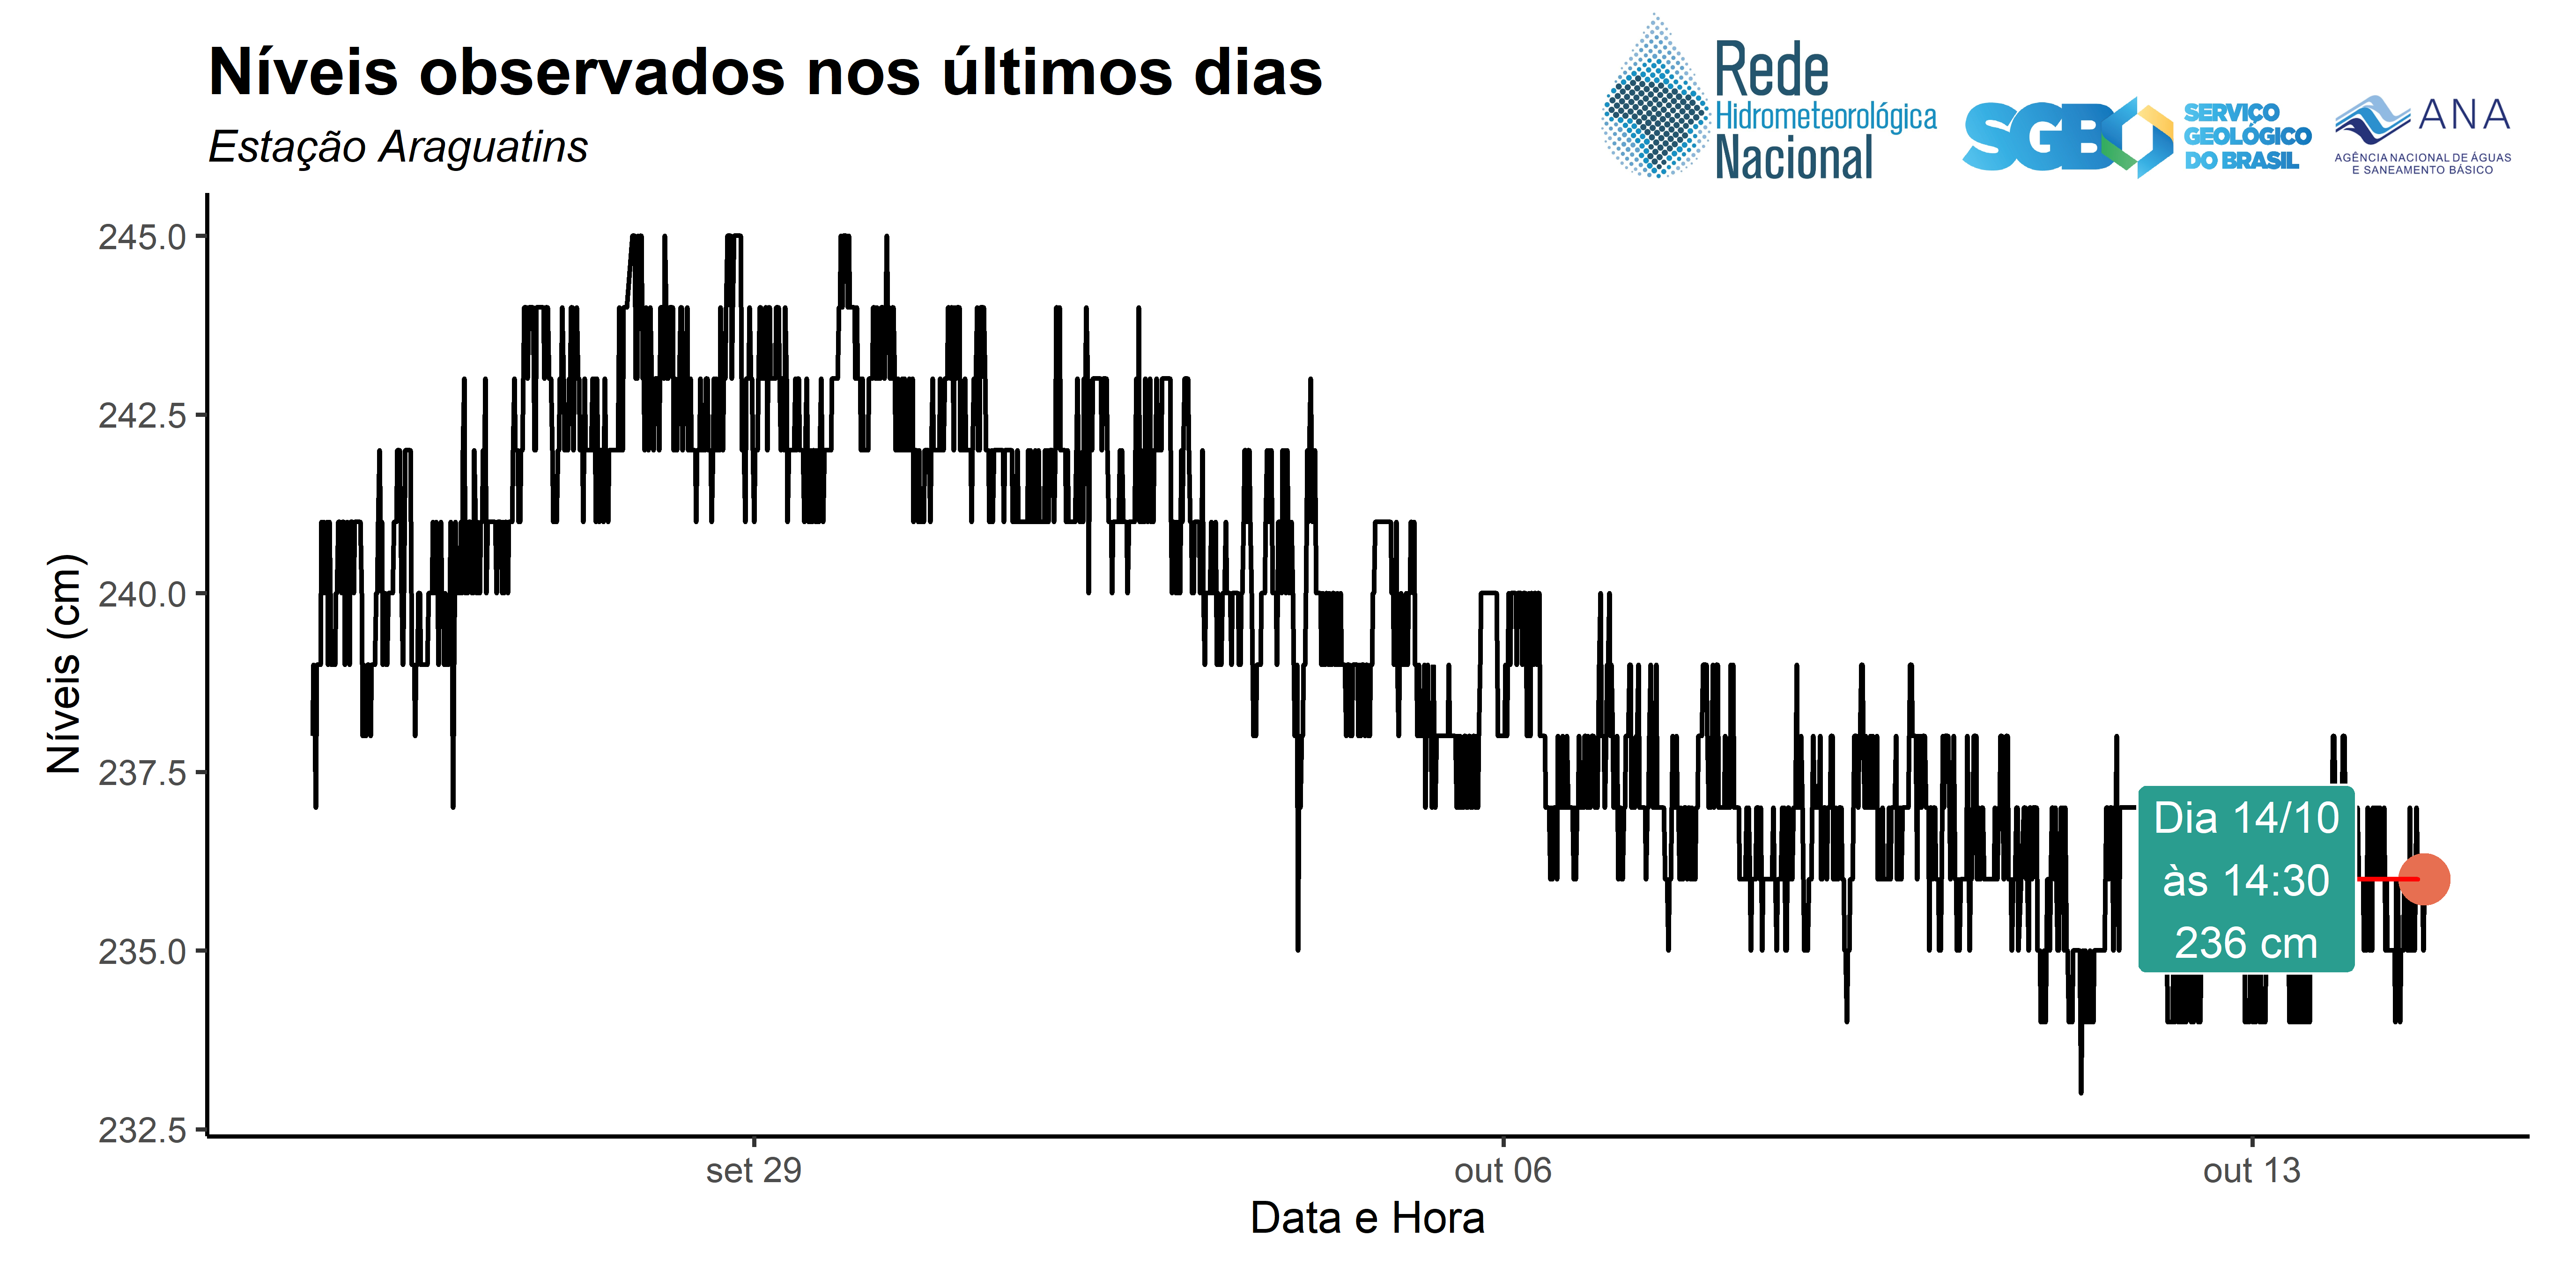 Níveis observados nos últimos dias
Estação Araguatins
Rede
Hidrometeorológica
Nacional
SGB
SERVIÇO
GEOLÓGICO
DO BRASIL
ANA
AGÊNCIA NACIONAL DE ÁGUAS
E SANEAMENTO BÁSICO
Níveis (cm)
245.0
242.5
240.0
237.5
235.0
232.5
Dia 14/10
às 14:30
236 cm
set 29
out 06
out 13
Data e Hora